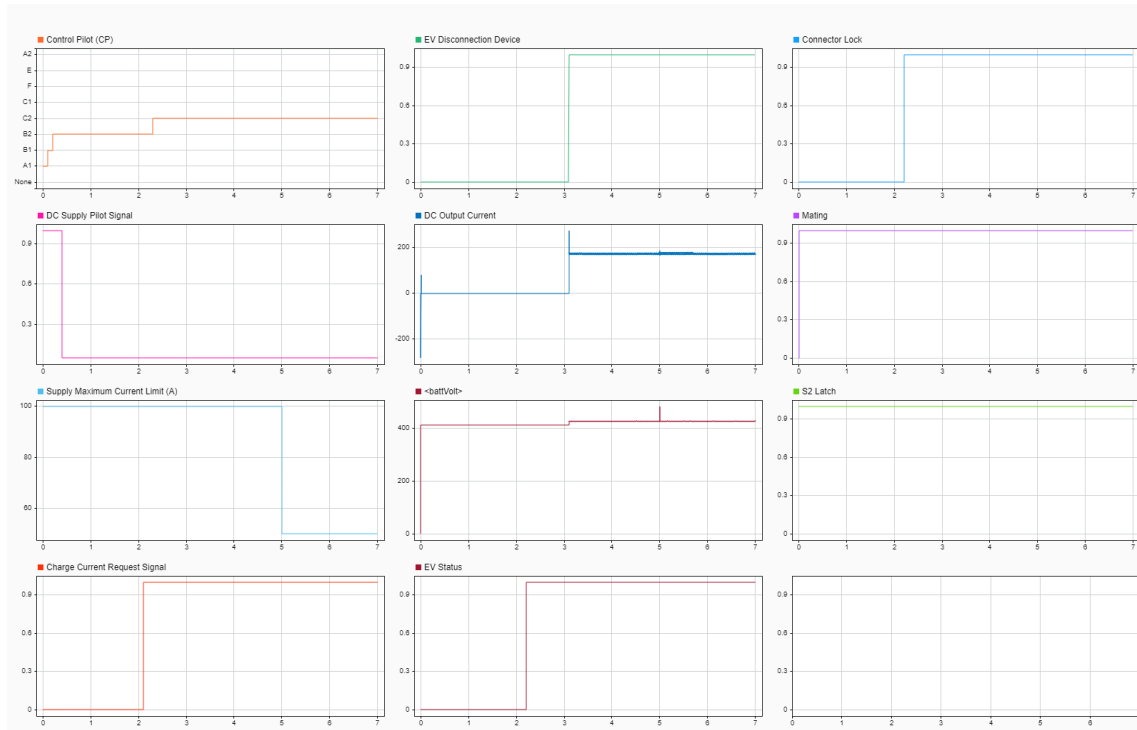 Control Pilot (CP)
A2
E
F
C1
C2
B2
B1
A1
None
0 1 2 3 4 5 6 7
EV Disconnection Device
0.9
0.6
0.3
0
0 1 2 3 4 5 6 7
Connector Lock
0.9
0.6
0.3
0
0 1 2 3 4 5 6 7
DC Supply Pilot Signal
0.9
0.6
0.3
0 1 2 3 4 5 6 7
DC Output Current
200
0
-200
0 1 2 3 4 5 6 7
Mating
0.9
0.6
0.3
0
0 1 2 3 4 5 6 7
Supply Maximum Current Limit (A)
100
80
60
0 1 2 3 4 5 6 7
<battVolt>
400
200
0
0 1 2 3 4 5 6 7
S2 Latch
0.9
0.6
0.3
0
0 1 2 3 4 5 6 7
Charge Current Request Signal
0.9
0.6
0.3
0
0 1 2 3 4 5 6 7
EV Status
0.9
0.6
0.3
0
0 1 2 3 4 5 6 7
0.9
0.6
0.3
0
0 1 2 3 4 5 6 7